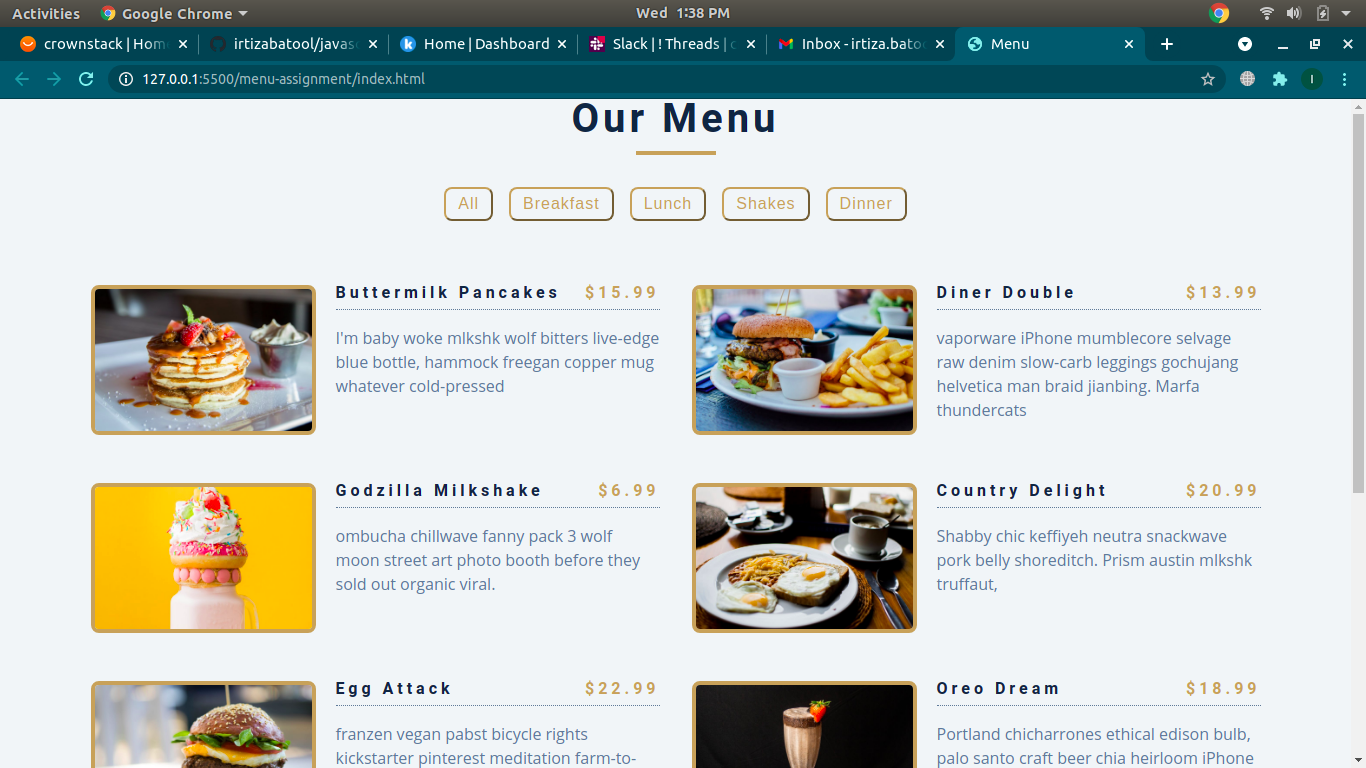 Activities Google Chrome Wed 1:38 PM
crownstack | Hom irtizabatool/javasc Home | Dashboard Slack | ! Threads | c Inbox - irtiza.bato Menu
127.0.0.1:5500/menu-assignment/index.html I
Our Menu
All Breakfast Lunch Shakes Dinner
Buttermilk Pancakes $15.99
I'm baby woke mlkshk wolf bitters live-edge
blue bottle, hammock freegan copper mug
whatever cold-pressed
Diner Double $13.99
vaporware iPhone mumblecore selvage
raw denim slow-carb leggings gochujang
helvetica man braid jianbing. Marfa
thundercats
Godzilla Milkshake $6.99
ombucha chillwave fanny pack 3 wolf
moon street art photo booth before they
sold out organic viral.
Country Delight $20.99
Shabby chic keffiyeh neutra snackwave
pork belly shoreditch. Prism austin mlkshk
truffaut,
Egg Attack $22.99
franzen vegan pabst bicycle rights
kickstarter pinterest meditation farm-to-
Oreo Dream $18.99
Portland chicharrones ethical edison bulb,
palo santo craft beer chia heirloom iPhone